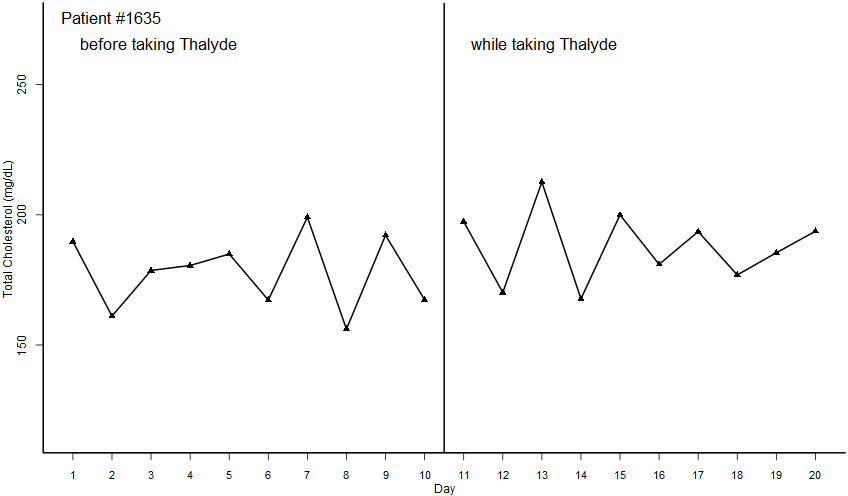 Patient #1635
before taking Thalyde
while taking Thalyde
Total Cholesterol (mg/dL)
250
200
150
1 2 3 4 5 6 7 8 9 10 11 12 13 14 15 16 17 18 19 20
Day